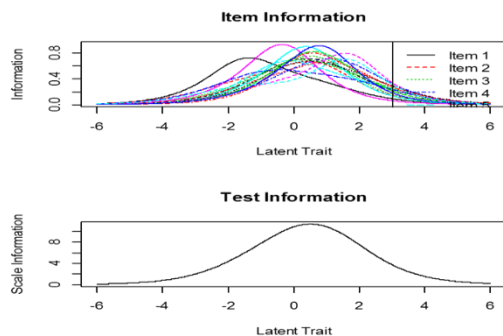 Item Information
Information
0.8
0.4
0.0
Item 1
Item 2
Item 3
Item 4
-6 -4 -2 0 2 4 6
Latent Trait
Test Information
Scale Information
8
4
0
-6 -4 -2 0 2 4 6
Latent Trait